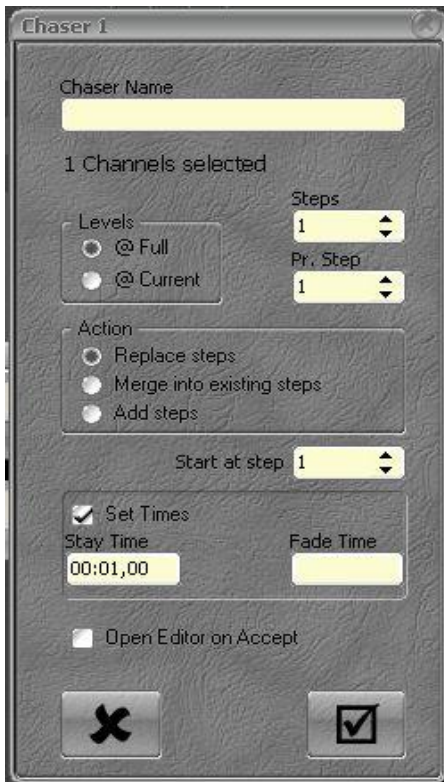 Chaser 1
Chaser Name
1 Channels selected
Steps
1
Levels
@ Full
@ Current
Pr. Step
1
Action
Replace steps
Merge into existing steps
Add steps
Start at step 1
Set Times
Stay Time Fade Time
00:01,00
Open Editor on Accept